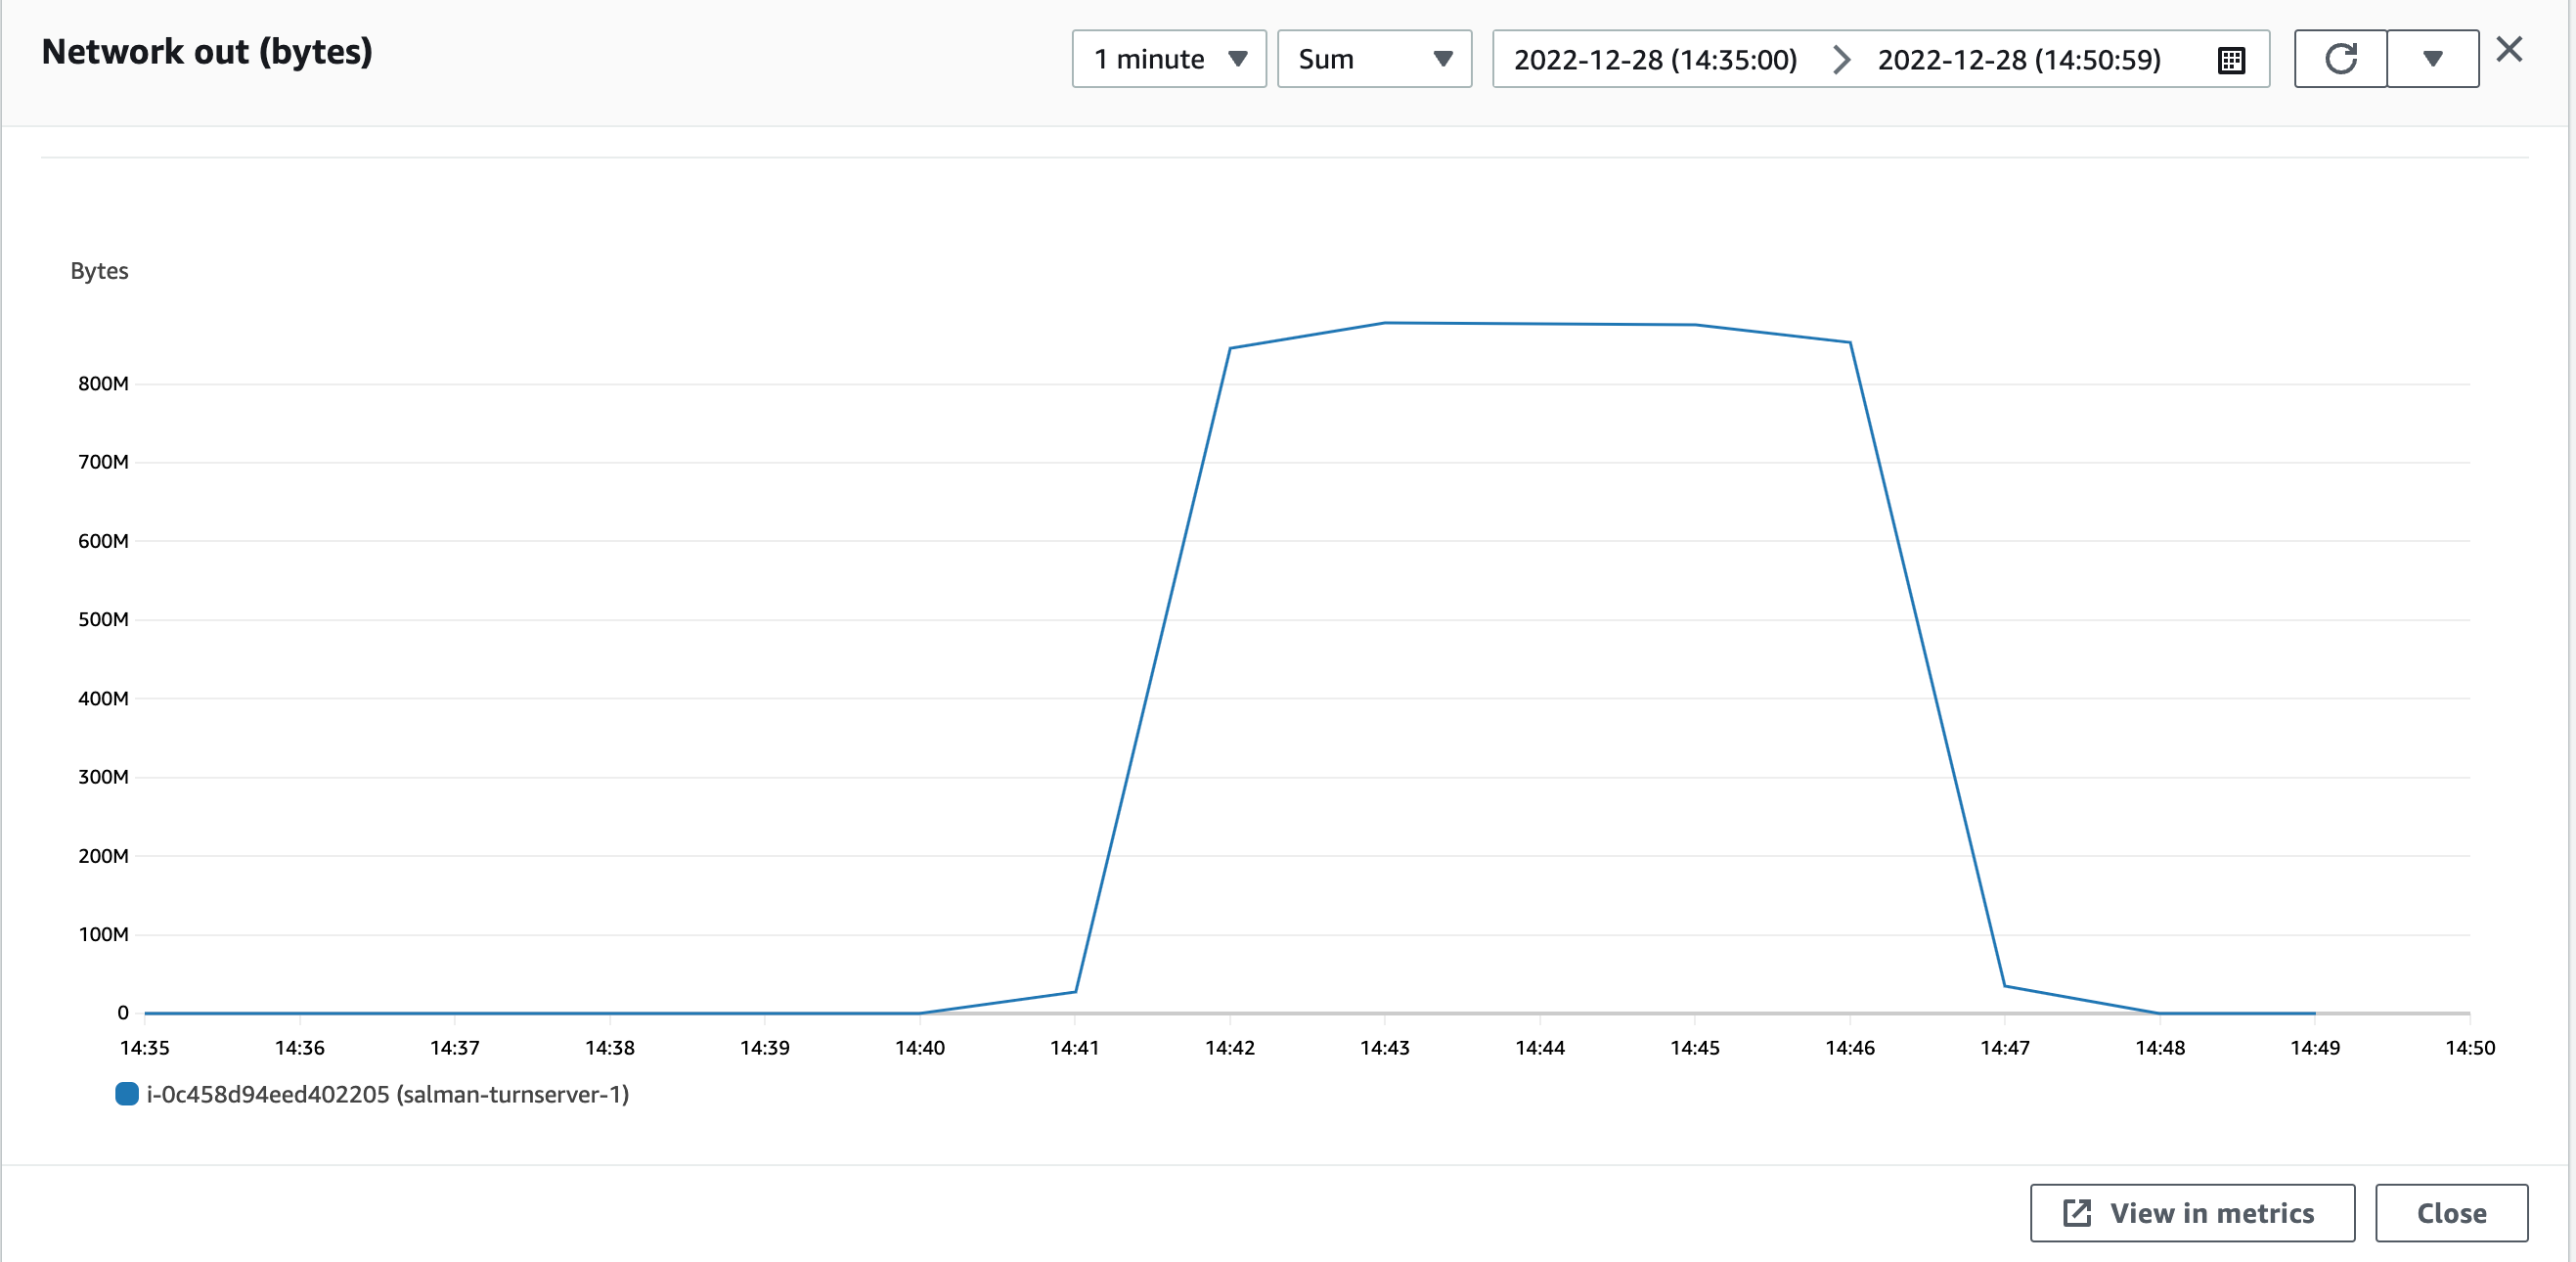 Network out (bytes)
1 minute
Sum
2022-12-28 (14:35:00)
2022-12-28 (14:50:59)
Bytes
800M
700M
600M
500M
400M
300M
200M
100M
0
14:35 14:36 14:37 14:38 14:39 14:40 14:41 14:42 14:43 14:44 14:45 14:46 14:47 14:48 14:49 14:50
i-0c458d94eed402205 (salman-turnserver-1)
View in metrics
Close